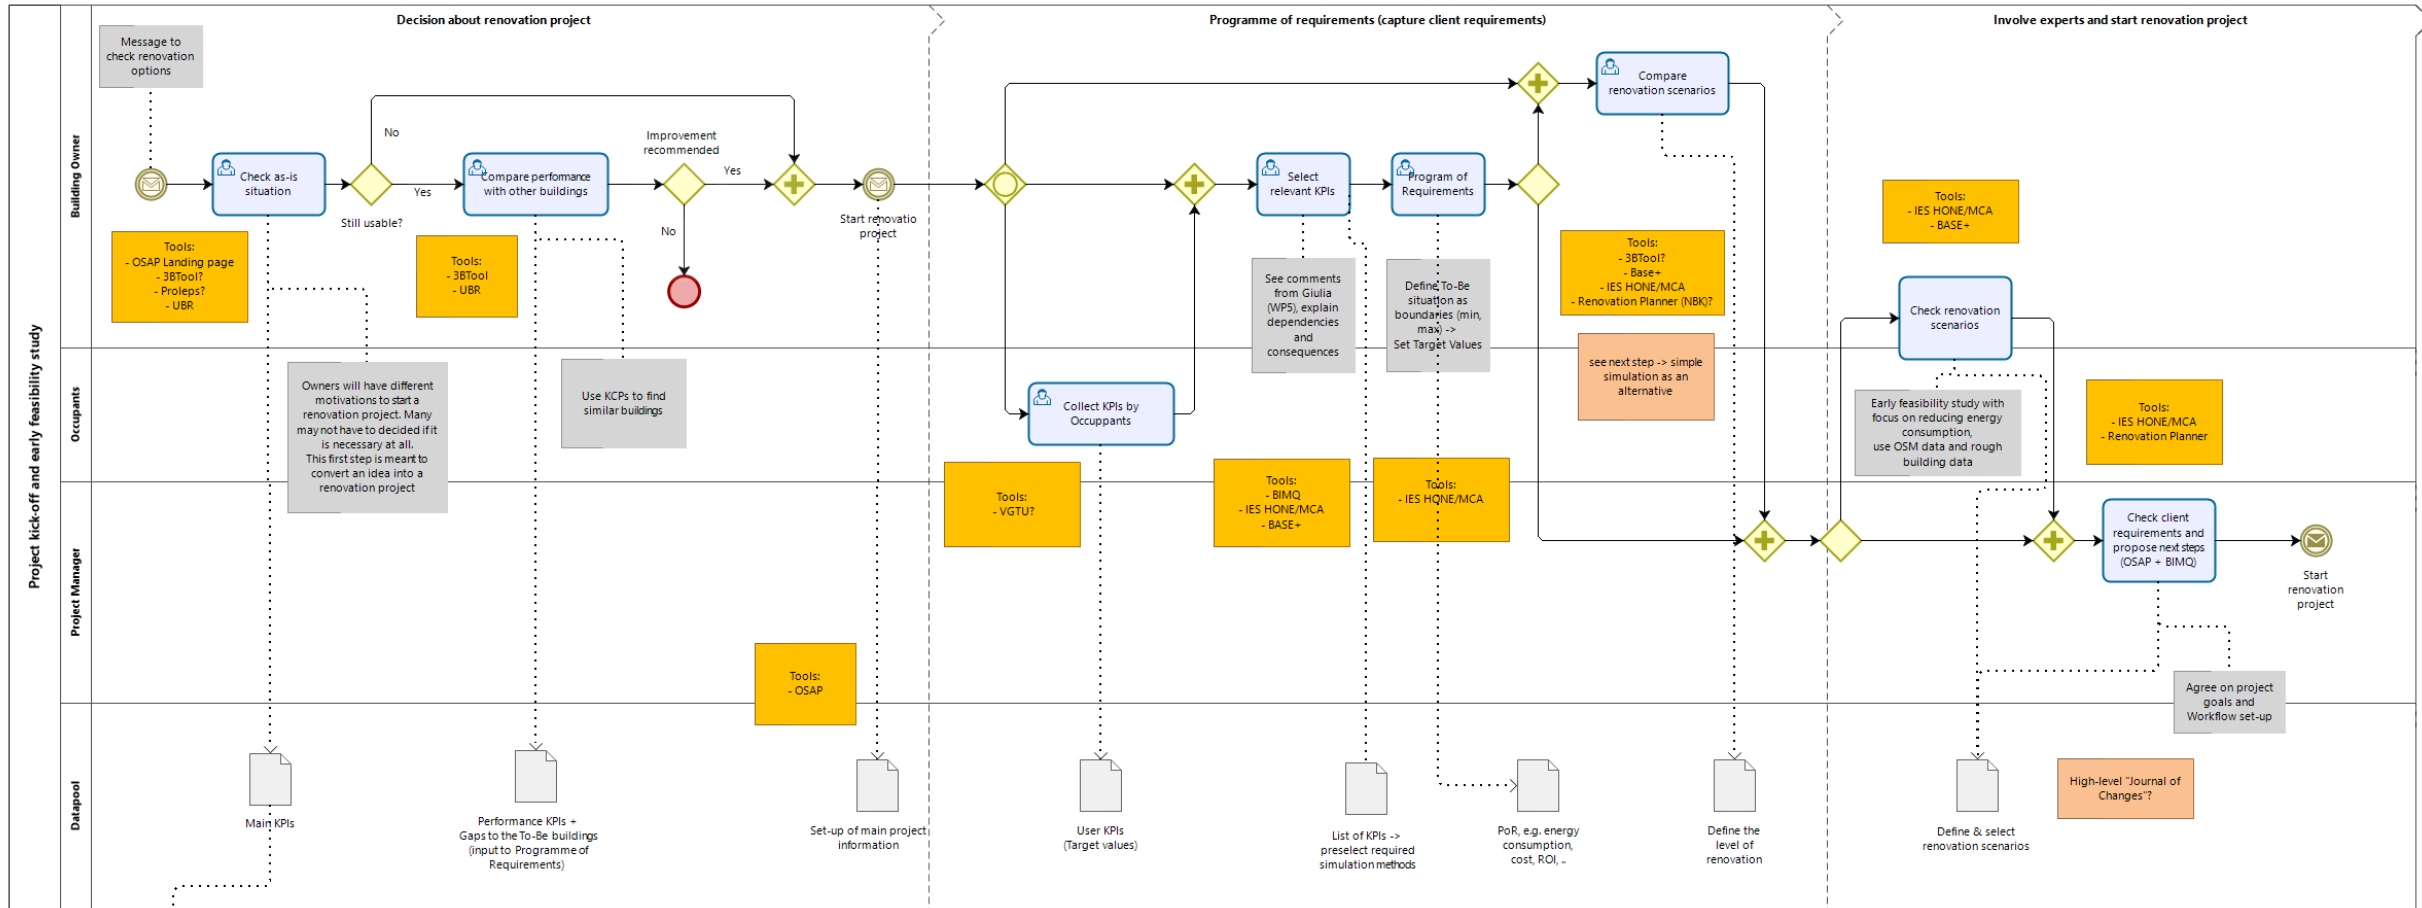 Decision about renovation project
Programme of requirements (capture client requirements)
Involve experts and start renovation project
Project kick-off and early feasibility study
Building Owner
Message to
check renovation
options
Check as-is
situation
No
Yes
Still usable?
Compare performance
with other buildings
Improvement
recommended
Yes
No
Start renovatio
project
Tools:
- OSAP Landing page
- 3BTool?
- Proleps?
- UBR
Tools:
- 3BTool
- UBR
Select
relevant KPIs
Program of
Requirements
Compare
renovation scenarios
See comments
from Giulia
(WP5), explain
dependencies
and
consequences
Define To-Be
situation as
boundaries (min,
max) ->
Set Target Values
Tools:
- 3BTool?
- Base+
- IES HONE/MCA
- Renovation Planner (NBK)?
see next step -> simple
simulation as an
alternative
Tools:
- IES HONE/MCA
- BASE+
Check renovation
scenarios
Occupants
Owners will have different
motivations to start a
renovation project. Many
may not have to decided if it
is necessary at all.
This first step is meant to
convert an idea into a
renovation project
Use KCPs to find
similar buildings
Collect KPIs by
Occuppants
Early feasibility study with
focus on reducing energy
consumption,
use OSM data and rough
building data
Tools:
- IES HONE/MCA
- Renovation Planner
Project Manager
Tools:
- VGTU?
Tools:
- BIMQ
- IES HONE/MCA
- BASE+
Tools:
- IES HONE/MCA
Check client
requirements and
propose next steps
(OSAP + BIMQ)
Start
renovation
project
Tools:
- OSAP
Agree on project
goals and
Workflow set-up
Datapool
Main KPIs
Performance KPIs +
Gaps to the To-Be buildings
(input to Programme of
Requirements)
Set-up of main project
information
User KPIs
(Target values)
List of KPIs ->
preselect required
simulation methods
PoR, e.g. energy
consumption,
cost, ROI, ..
Define the
level of
renovation
Define & select
renovation scenarios
High-level "Journal of
Changes"?